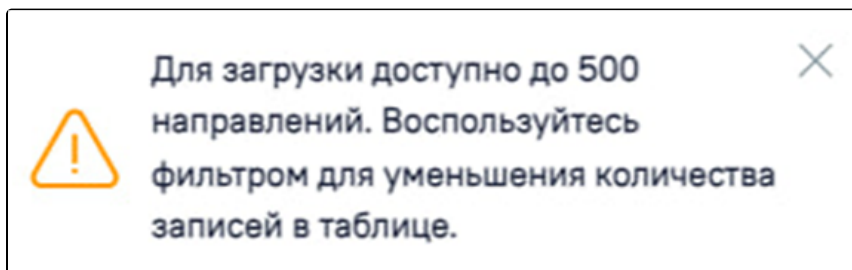 Для загрузки доступно до 500
направлений. Воспользуйтесь
фильтром для уменьшения количества
записей в таблице.